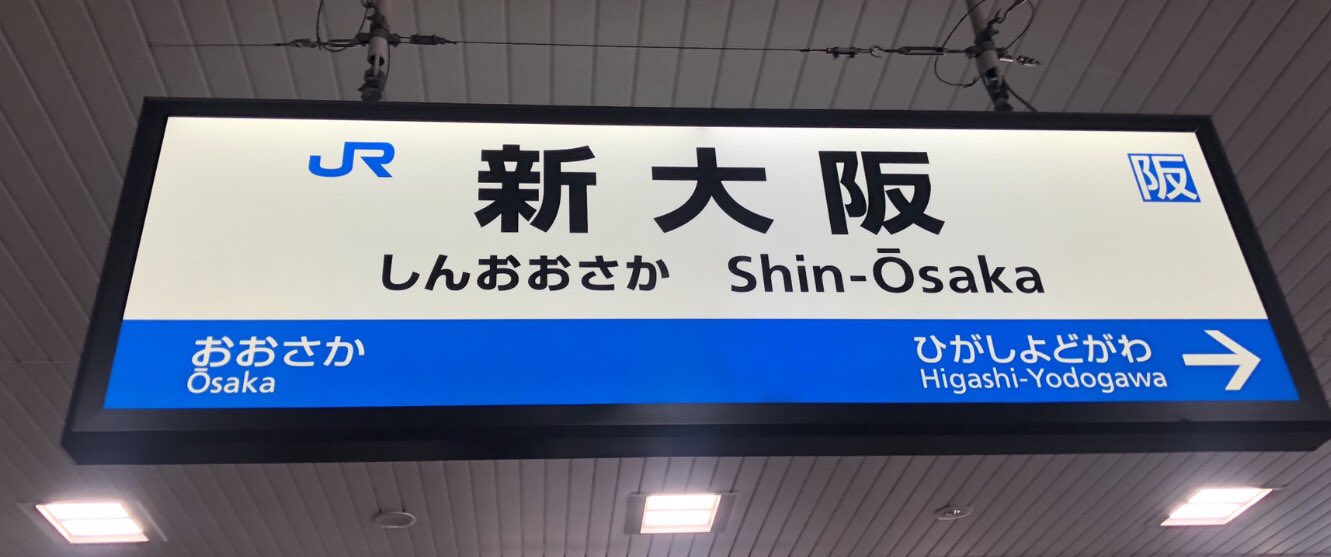 JR 新大阪 阪
しんおおさか Shin-Ōsaka
おおさか ひがしよどがわ
Ōsaka Higashi-Yodogawa